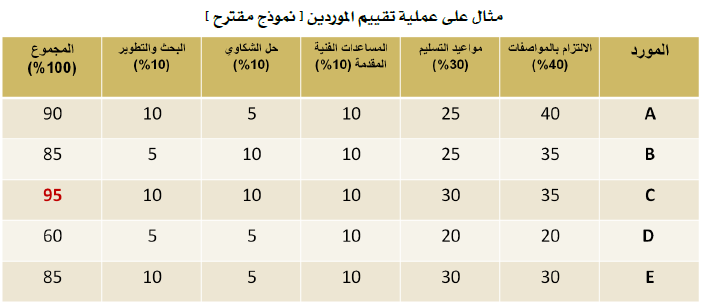 مثال على عملية تقييم الموردين [ نموذج مقترح ]
المورد الالتزام بالمواصفات (40%) مواعيد التسليم (30%) المساعدات الفنية المقدمة (10%) حل الشكاوي (10%) البحث والتطوير (10%) المجموع (100%)
A 40 25 10 5 10 90
B 35 25 10 10 5 85
C 35 30 10 10 10 95
D 20 20 10 5 5 60
E 30 30 10 5 10 85